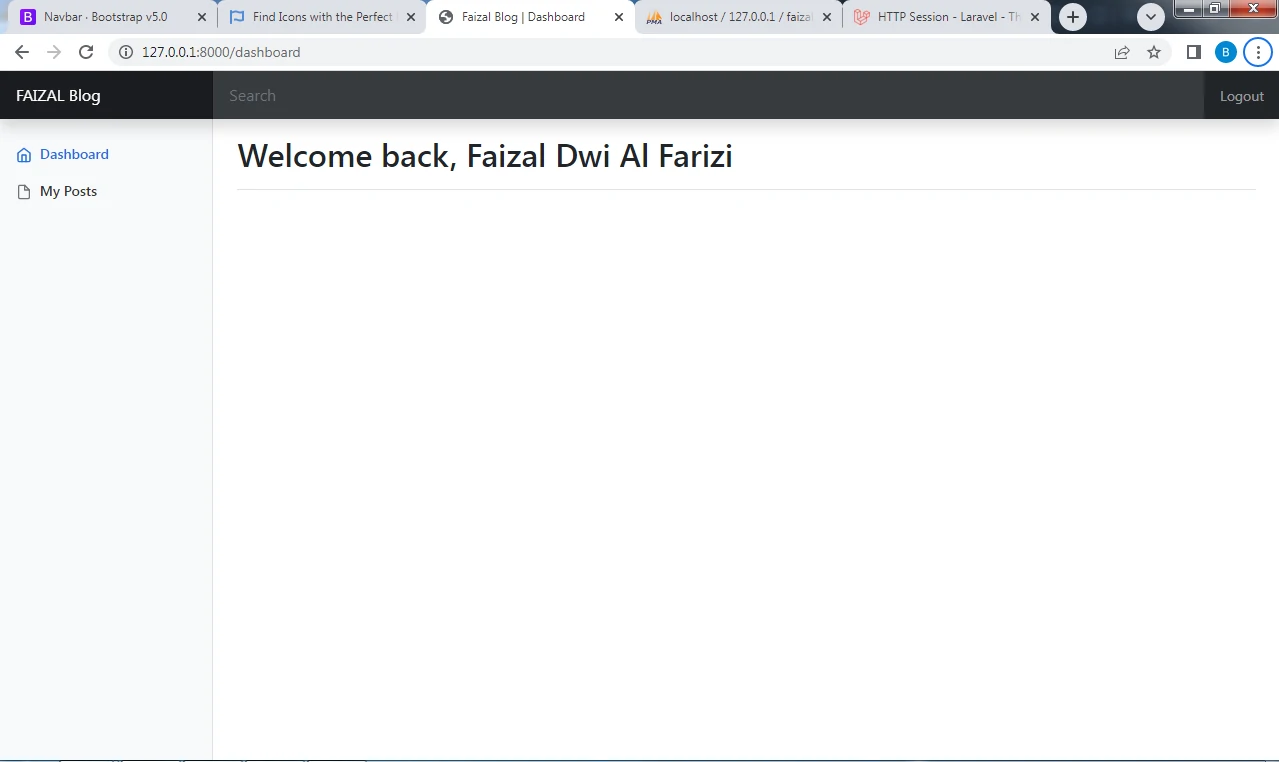 Navbar · Bootstrap v5.0
Find Icons with the Perfect
Faizal Blog | Dashboard
localhost / 127.0.0.1 / faizal
HTTP Session - Laravel - Th
127.0.0.1:8000/dashboard
B
FAIZAL Blog
Search
Logout
Dashboard
My Posts
Welcome back, Faizal Dwi Al Farizi